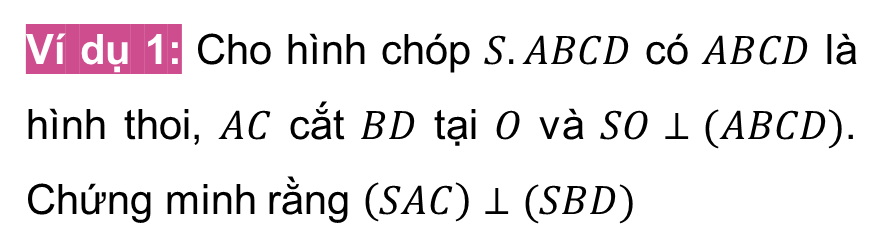 Ví dụ 1: Cho hình chóp 𝑆.𝐴𝐵𝐶𝐷 có 𝐴𝐵𝐶𝐷 là
hình thoi, 𝐴𝐶 cắt 𝐵𝐷 tại 𝑂 và 𝑆𝑂 ⊥ (𝐴𝐵𝐶𝐷).
Chứng minh rằng (𝑆𝐴𝐶) ⊥ (𝑆𝐵𝐷)